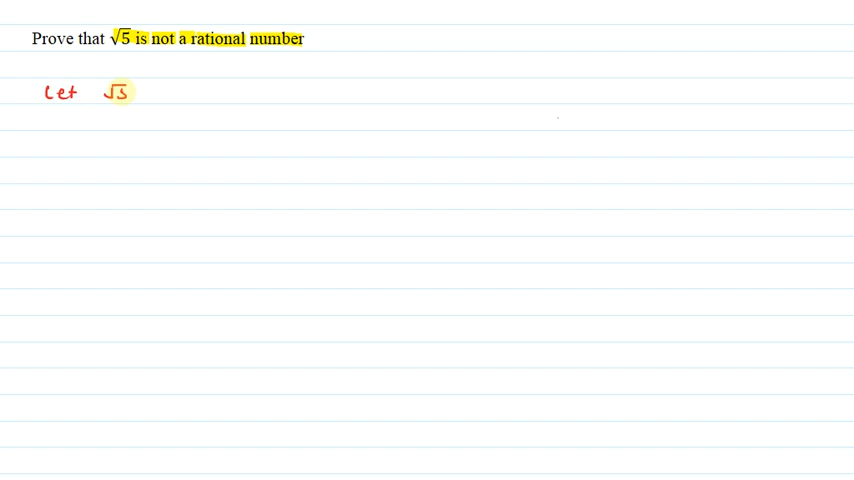 Prove that √5 is not a rational number
Let √5